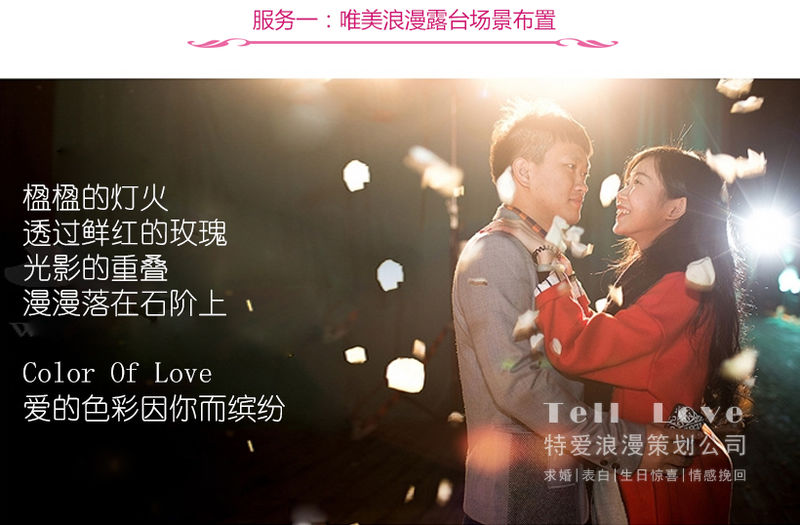 服务一：唯美浪漫露台场景布置
楹楹的灯火
透过鲜红的玫瑰
光影的重叠
漫漫落在石阶上
Color Of Love
爱的色彩因你而缤纷
Tell Love
特爱浪漫策划公司
求婚|表白|生日惊喜|情感挽回